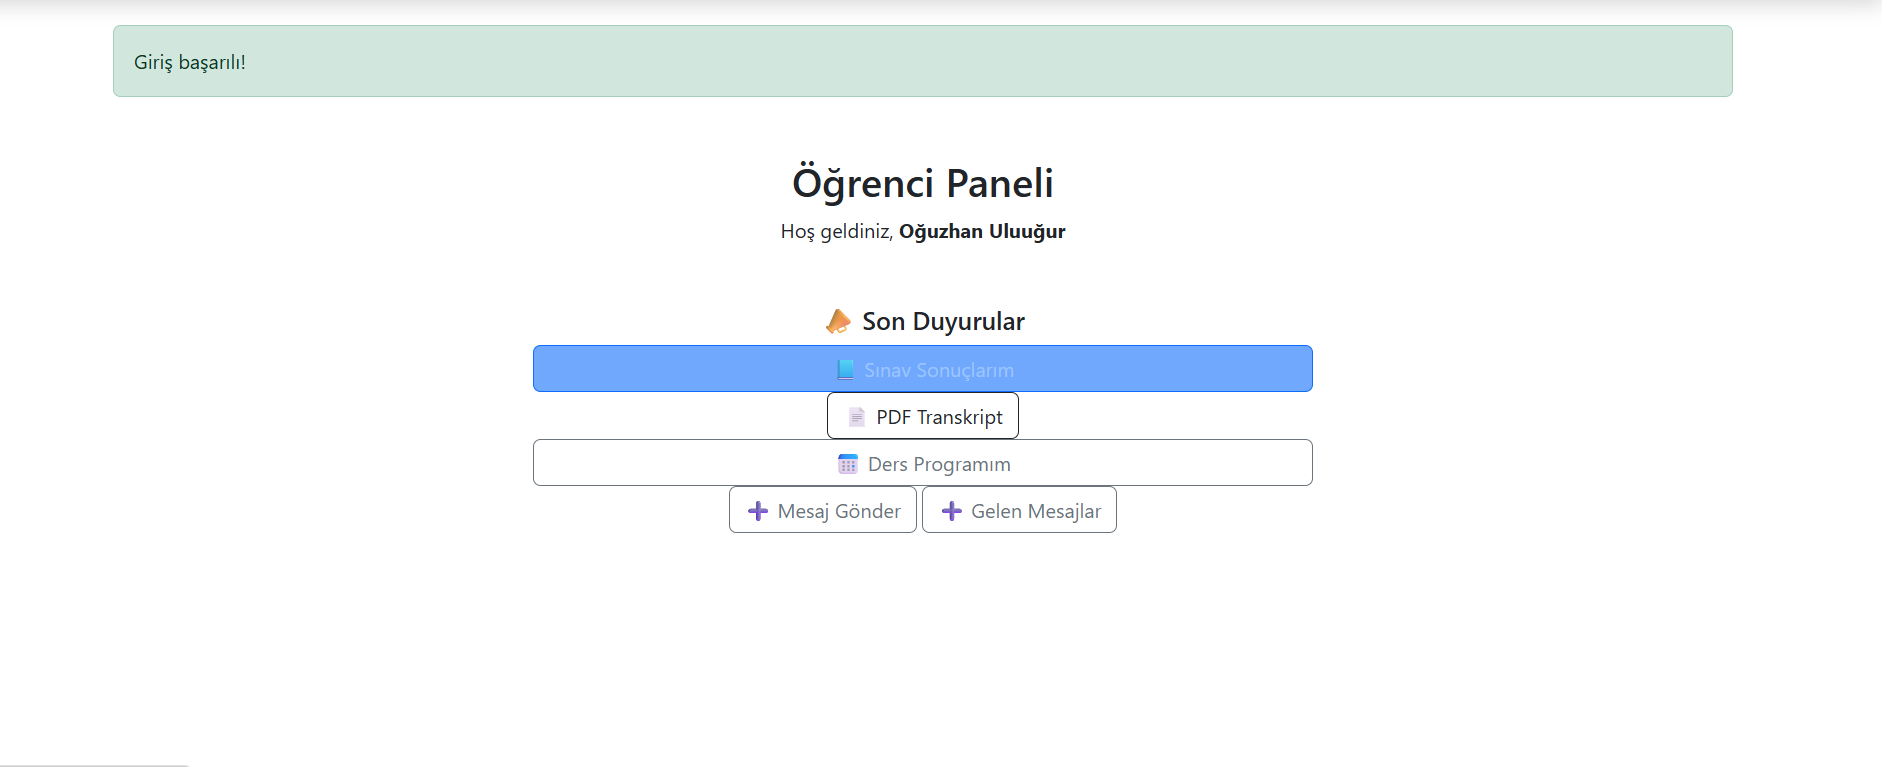 Giriş başarılı!
Öğrenci Paneli
Hoş geldiniz, Oğuzhan Uluuğur
Son Duyurular
Sınav Sonuçlarım
PDF Transkript
Ders Programım
Mesaj Gönder
Gelen Mesajlar